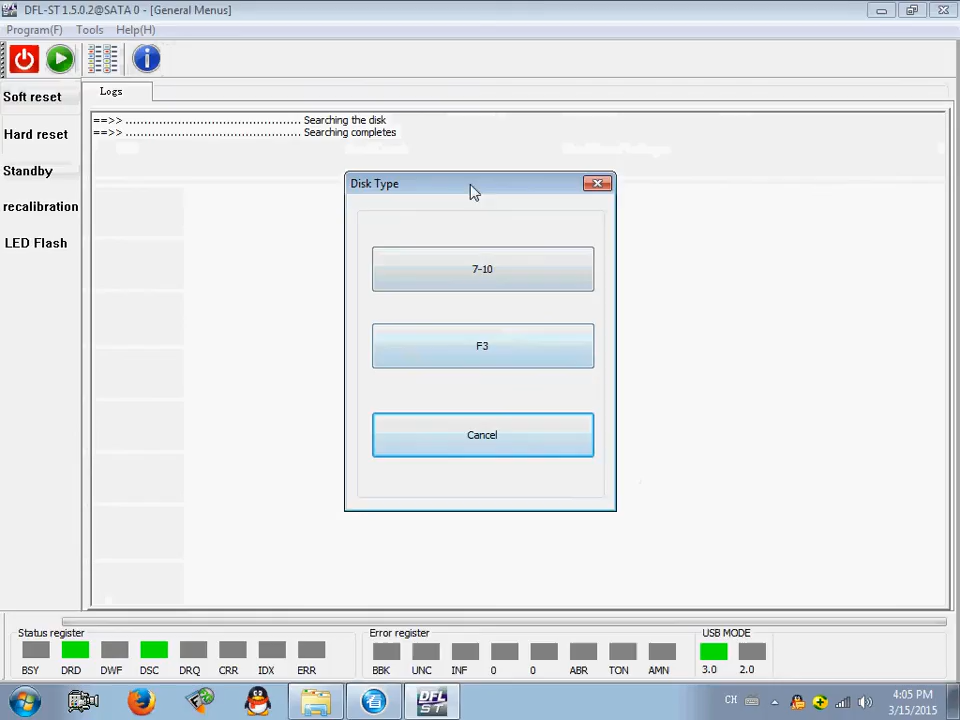 DFL-ST 1.5.0.2@SATA 0 - [General Menus]
Program(F) Tools Help(H)
Soft reset
Hard reset
Standby
recalibration
LED Flash
Logs
==>> ................................................ Searching the disk
==>> ................................................ Searching completes
Disk Type
7-10
F3
Cancel
Status register
BSY DRD DWF DSC DRQ CRR IDX ERR
Error register
BBK UNC INF 0 0 ABR TON AMN
USB MODE
3.0 2.0
DFL
ST
CH
4:05 PM
3/15/2015